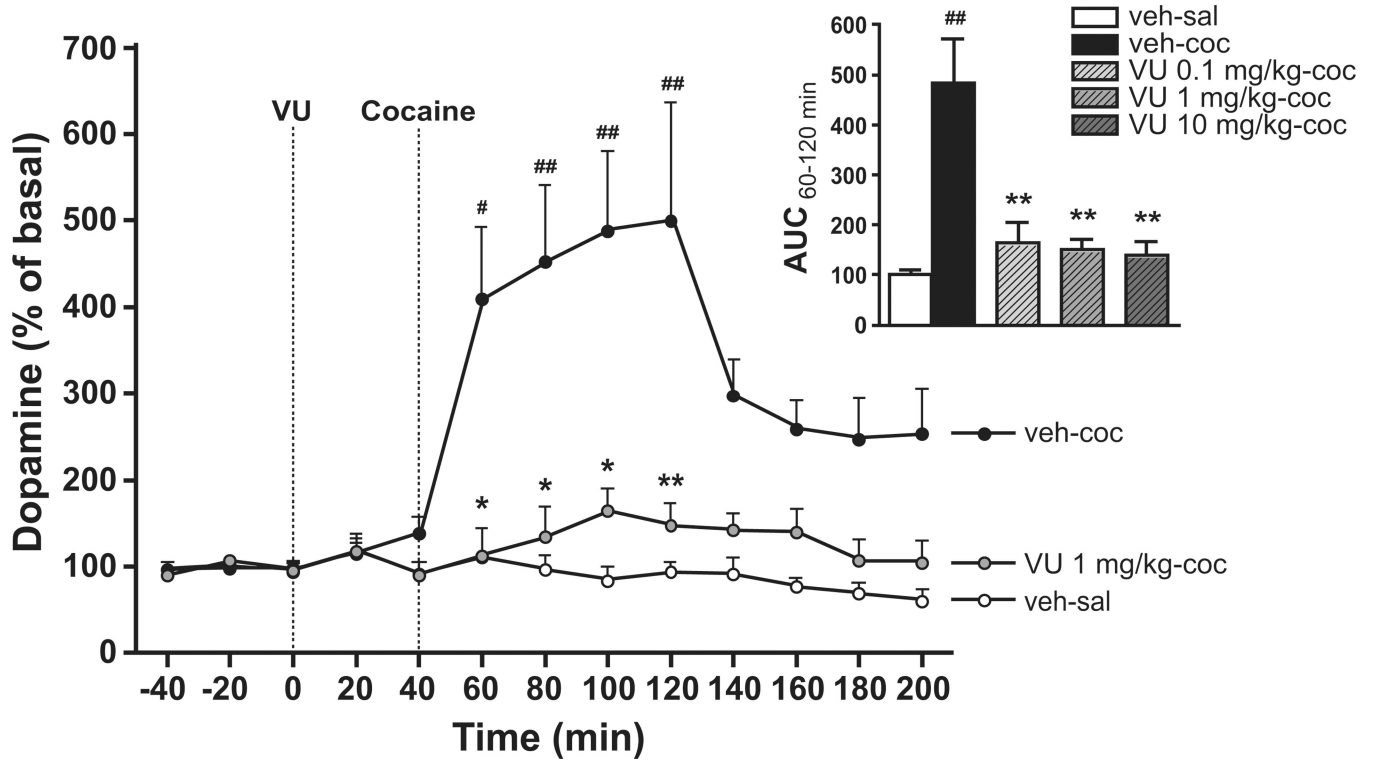 700
600
500
400
300
200
100
0
Dopamine (% of basal)
VU
Cocaine
#
##
##
##
*
*
*
**
-40 -20 0 20 40 60 80 100 120 140 160 180 200
Time (min)
veh-coc
VU 1 mg/kg-coc
veh-sal
600
500
400
300
200
100
0
AUC 60-120 min
##
**
**
**
veh-sal
veh-coc
VU 0.1 mg/kg-coc
VU 1 mg/kg-coc
VU 10 mg/kg-coc